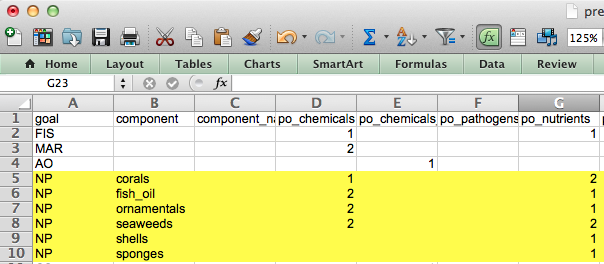 pre
125%
Home Layout Tables Charts SmartArt Formulas Data Review
G23 fx
A B C D E F G
1 goal component component_na po_chemicals po_chemicals_ po_pathogens po_nutrients
2 FIS 1 1
3 MAR 2
4 AO 1
5 NP corals 1 2
6 NP fish_oil 2 1
7 NP ornamentals 2 1
8 NP seaweeds 2 2
9 NP shells 1
10 NP sponges 1